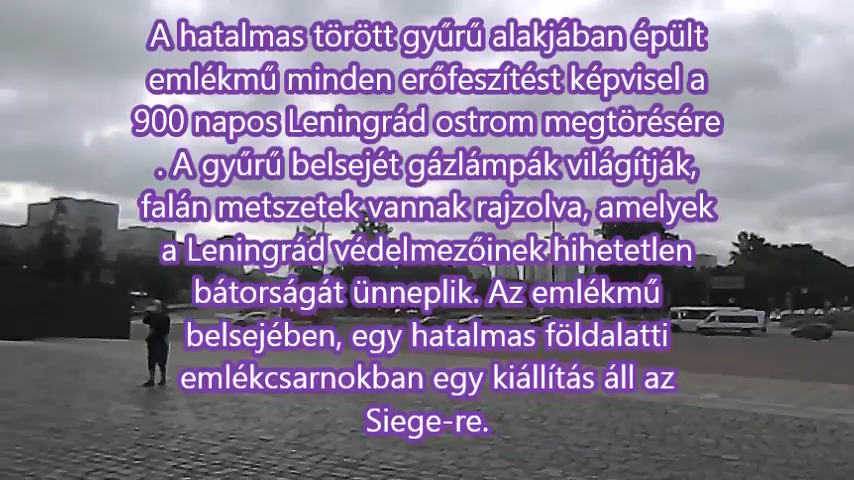 A hatalmas törött gyűrű alakjában épült
emlékmű minden erőfeszítést képvisel a
900 napos Leningrád ostrom megtörésére
. A gyűrű belsejét gázlámpák világítják,
falán metszetek vannak rajzolva, amelyek
a Leningrád védelmezőinek hihetetlen
bátorságát ünneplik. Az emlékmű
belsejében, egy hatalmas földalatti
emlékcsarnokban egy kiállítás áll az
Siege-re.